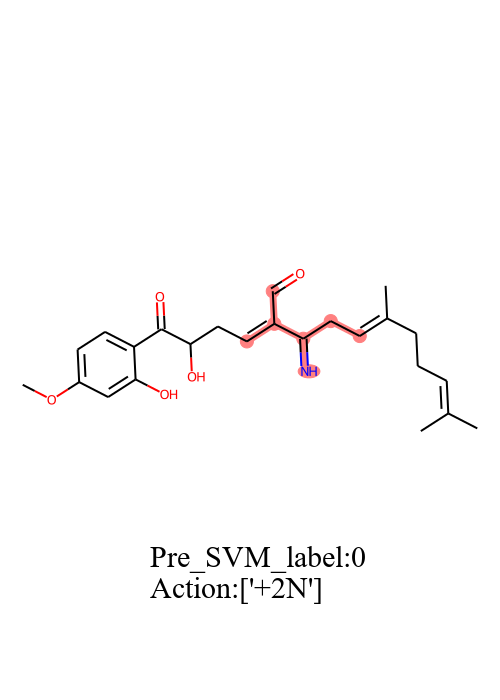 O
O
O
OH
NH
OH
O
Pre_SVM_label:0
Action:['+2N']